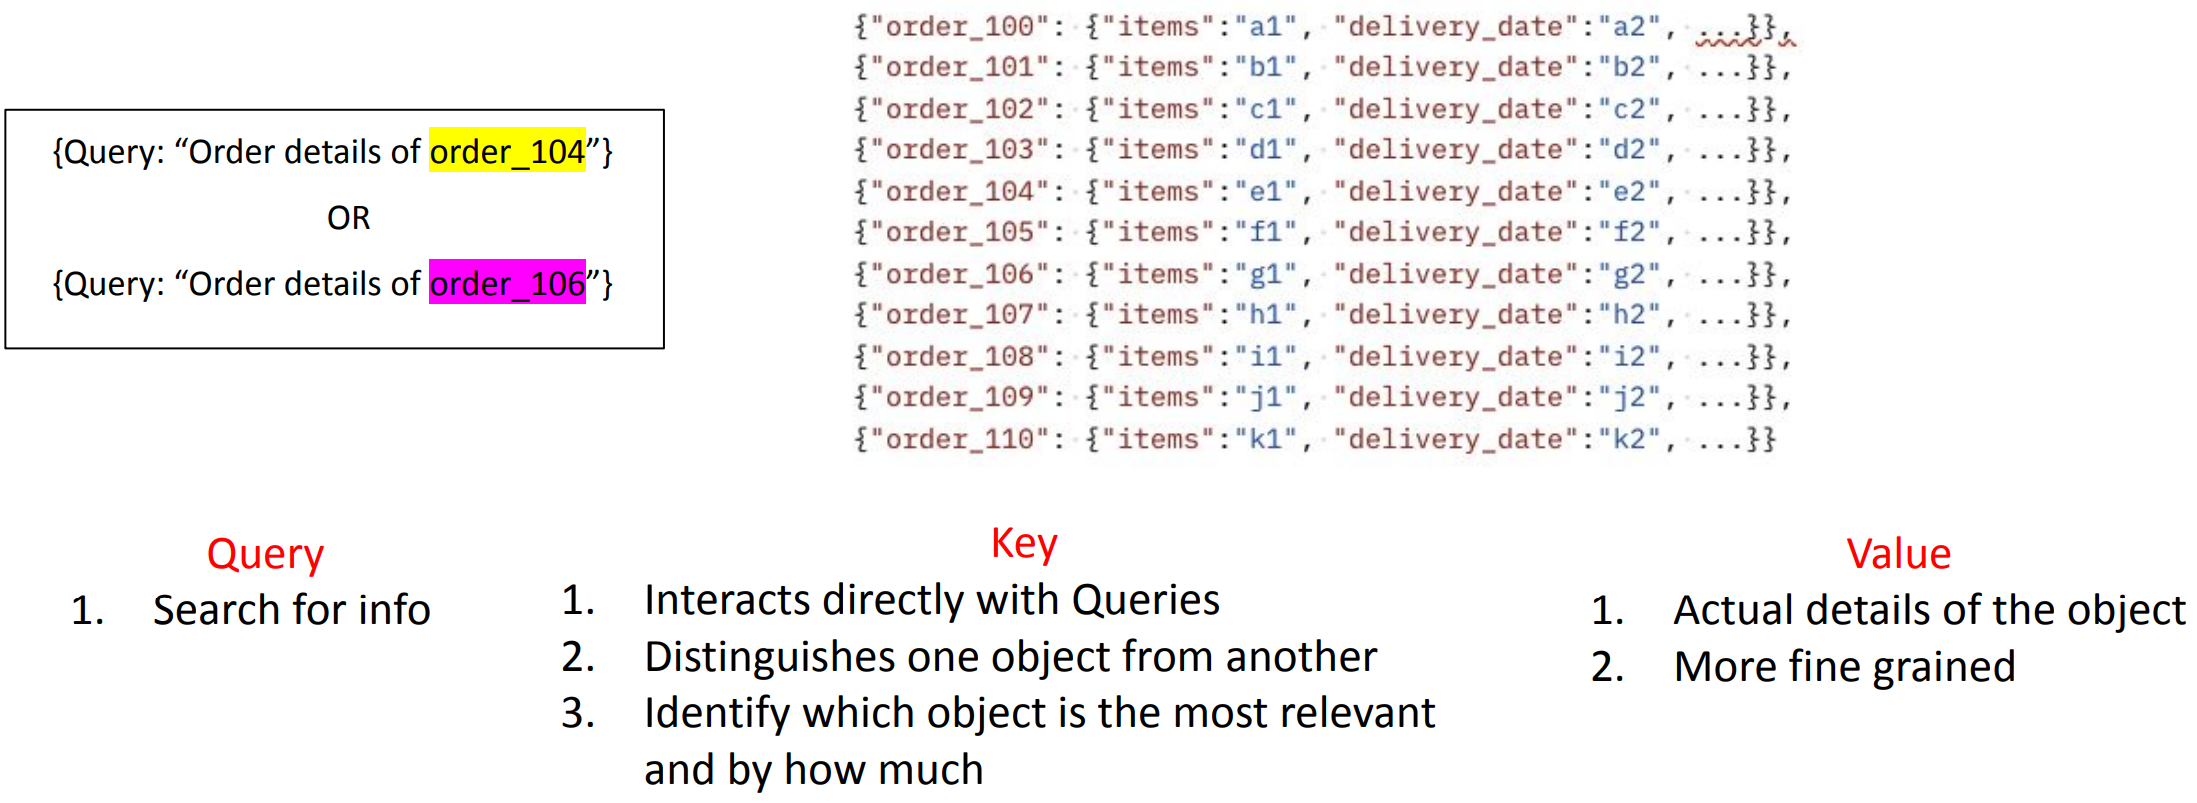 {Query: “Order details of order_104”}
OR
{Query: “Order details of order_106”}
{"order_100": {"items":"a1", "delivery_date":"a2", ...}},
{"order_101": {"items":"b1", "delivery_date":"b2", ...}},
{"order_102": {"items":"c1", "delivery_date":"c2", ...}},
{"order_103": {"items":"d1", "delivery_date":"d2", ...}},
{"order_104": {"items":"e1", "delivery_date":"e2", ...}},
{"order_105": {"items":"f1", "delivery_date":"f2", ...}},
{"order_106": {"items":"g1", "delivery_date":"g2", ...}},
{"order_107": {"items":"h1", "delivery_date":"h2", ...}},
{"order_108": {"items":"i1", "delivery_date":"i2", ...}},
{"order_109": {"items":"j1", "delivery_date":"j2", ...}},
{"order_110": {"items":"k1", "delivery_date":"k2", ...}}
Query
1. Search for info
Key
1. Interacts directly with Queries
2. Distinguishes one object from another
3. Identify which object is the most relevant
and by how much
Value
1. Actual details of the object
2. More fine grained